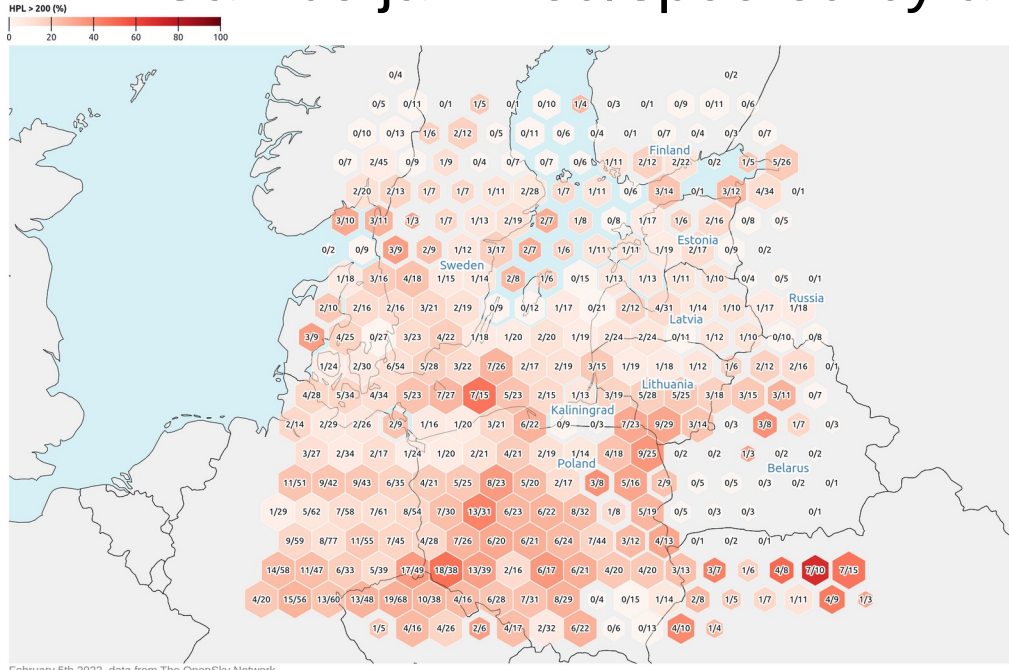 HPL > 200 (%)
0 20 40 60 80 100
0/4 0/2
0/5 0/11 0/1 1/5 0/1 0/10 1/4 0/3 0/1 0/9 0/11 0/6
0/10 0/13 1/6 2/12 0/5 0/11 0/6 0/4 0/1 0/7 0/4 0/3 0/7
Finland
0/7 2/45 0/9 1/9 0/4 0/7 0/7 0/6 1/11 2/12 2/22 0/2 1/5 5/26
2/20 2/13 1/7 1/7 1/11 2/28 1/7 1/11 0/6 3/14 0/1 3/12 4/34 0/1
3/10 3/11 1/3 1/7 1/13 2/19 2/7 1/8 0/8 1/17 1/6 2/16 0/8 0/5
Estonia
0/2 0/9 3/9 2/9 1/12 3/17 2/7 1/6 1/11 1/11 1/19 2/17 0/9 0/2
Sweden
1/18 3/16 4/18 1/15 1/14 2/8 1/6 0/15 1/13 1/13 1/11 1/10 0/4 0/5 0/1
Russia
2/10 2/16 2/16 3/21 2/19 0/9 0/12 1/17 0/21 2/12 4/31 1/14 1/10 1/17 1/18
Latvia
3/9 4/25 0/27 3/23 4/22 1/18 1/20 2/20 1/19 2/24 2/24 0/11 1/12 1/10 0/10 0/8
1/24 2/30 6/54 5/28 3/22 7/26 2/17 2/19 3/15 1/19 1/18 1/12 1/6 2/12 2/16 0/1
Lithuania
4/28 5/34 4/34 5/23 7/27 7/15 5/23 2/15 1/13 3/19 5/28 5/25 3/18 3/15 3/11 0/7
Kaliningrad
2/14 2/29 2/26 2/9 1/16 1/20 3/21 6/22 0/9 0/3 7/23 9/29 3/14 0/3 3/8 1/7 0/3
3/27 2/34 2/17 1/24 1/20 2/21 4/21 2/19 1/14 4/18 9/25 0/2 0/2 1/3 0/2 0/2
Poland Belarus
11/51 9/42 9/43 6/35 4/21 5/25 8/23 5/20 2/17 3/8 5/16 2/9 0/5 0/5 0/3 0/2 0/1
1/29 5/62 7/58 7/61 8/54 7/30 13/31 6/23 6/22 8/32 1/8 5/19 0/5 0/3 0/3 0/1
9/59 8/77 11/55 7/45 4/28 7/26 6/20 6/21 6/24 7/44 3/12 4/13 0/1 0/2 0/1
14/58 11/47 6/33 5/39 17/49 18/38 13/39 2/16 6/17 6/21 4/20 4/20 3/13 3/7 1/6 4/8 7/10 7/15
4/20 15/56 13/60 13/48 19/68 10/38 4/16 6/28 7/31 8/29 0/4 0/15 1/14 2/8 1/5 1/7 1/11 4/9 1/3
1/5 4/16 4/26 2/6 4/17 2/32 6/22 0/6 0/13 4/10 1/4